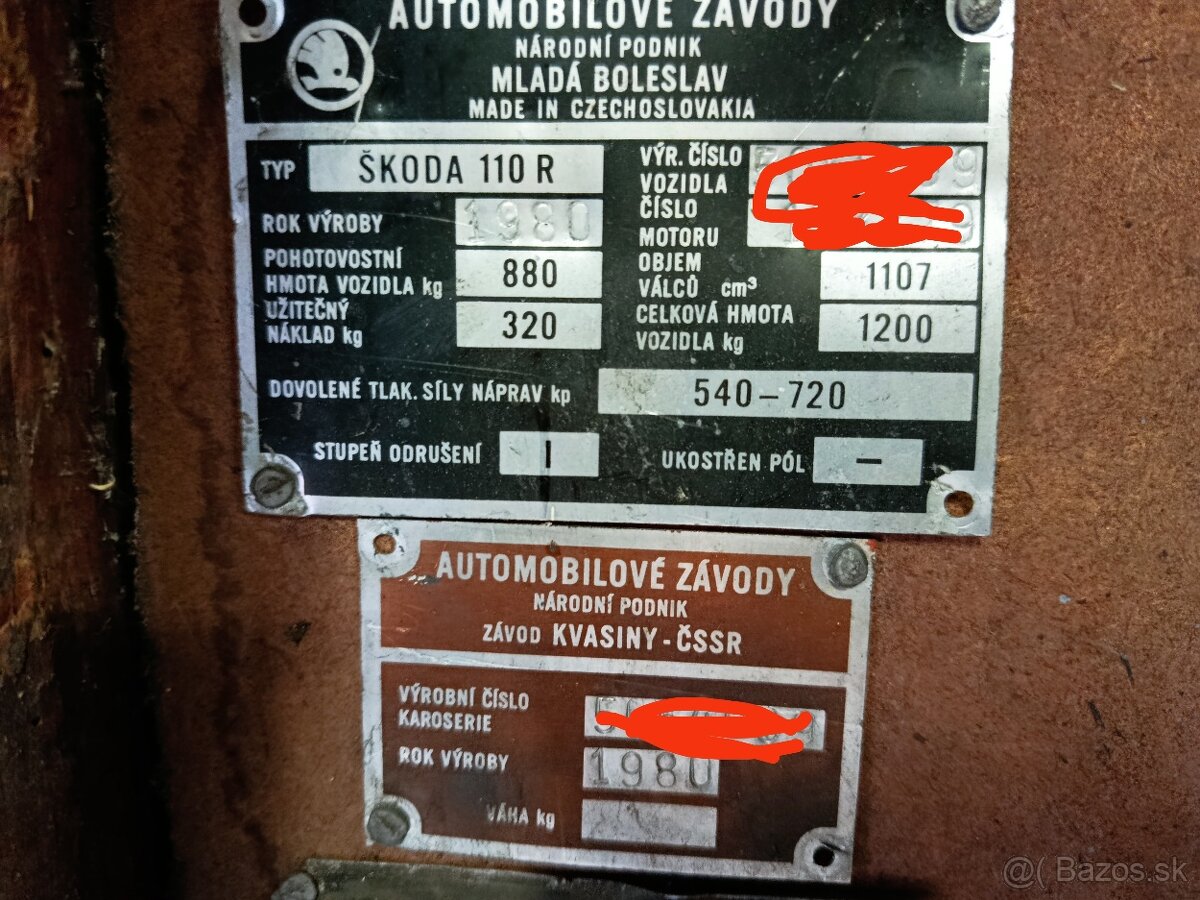 AUTOMOBILOVÉ ZÁVODY
NÁRODNÍ PODNIK
MLADÁ BOLESLAV
MADE IN CZECHOSLOVAKIA
TYP ŠKODA 110 R
ROK VÝROBY 1980
POHOTOVOSTNÍ
HMOTA VOZIDLA kg 880
UŽITEČNÝ
NÁKLAD kg 320
VÝR. ČÍSLO
VOZIDLA
ČÍSLO
MOTORU
OBJEM
VÁLCŮ cm³ 1107
CELKOVÁ HMOTA
VOZIDLA kg 1200
DOVOLENÉ TLAK. SÍLY NÁPRAV kp 540–720
STUPEŇ ODRUŠENÍ I
UKOSTŘEN PÓL –
AUTOMOBILOVÉ ZÁVODY
NÁRODNÍ PODNIK
ZÁVOD KVASINY-ČSSR
VÝROBNÍ ČÍSLO
KAROSERIE
ROK VÝROBY 1980
VÁHA kg
@( Bazos.sk